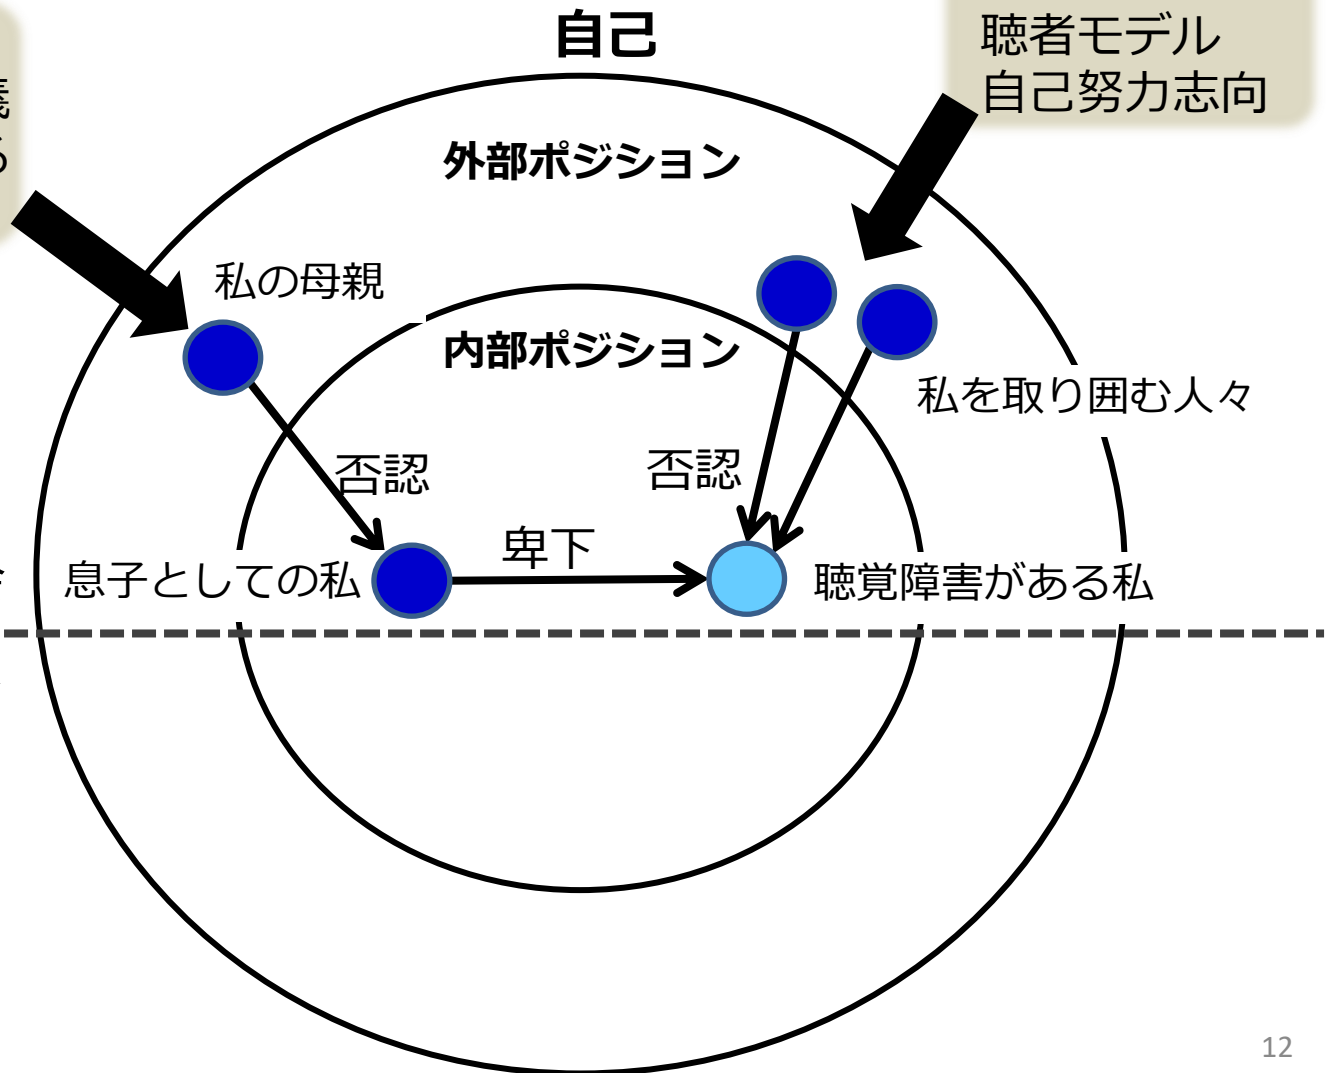 自己
聴者モデル
自己努力志向
る
外部ポジション
私の母親
内部ポジション
私を取り囲む人々
否認
否認
卑下
息子としての私
聴覚障害がある私
12